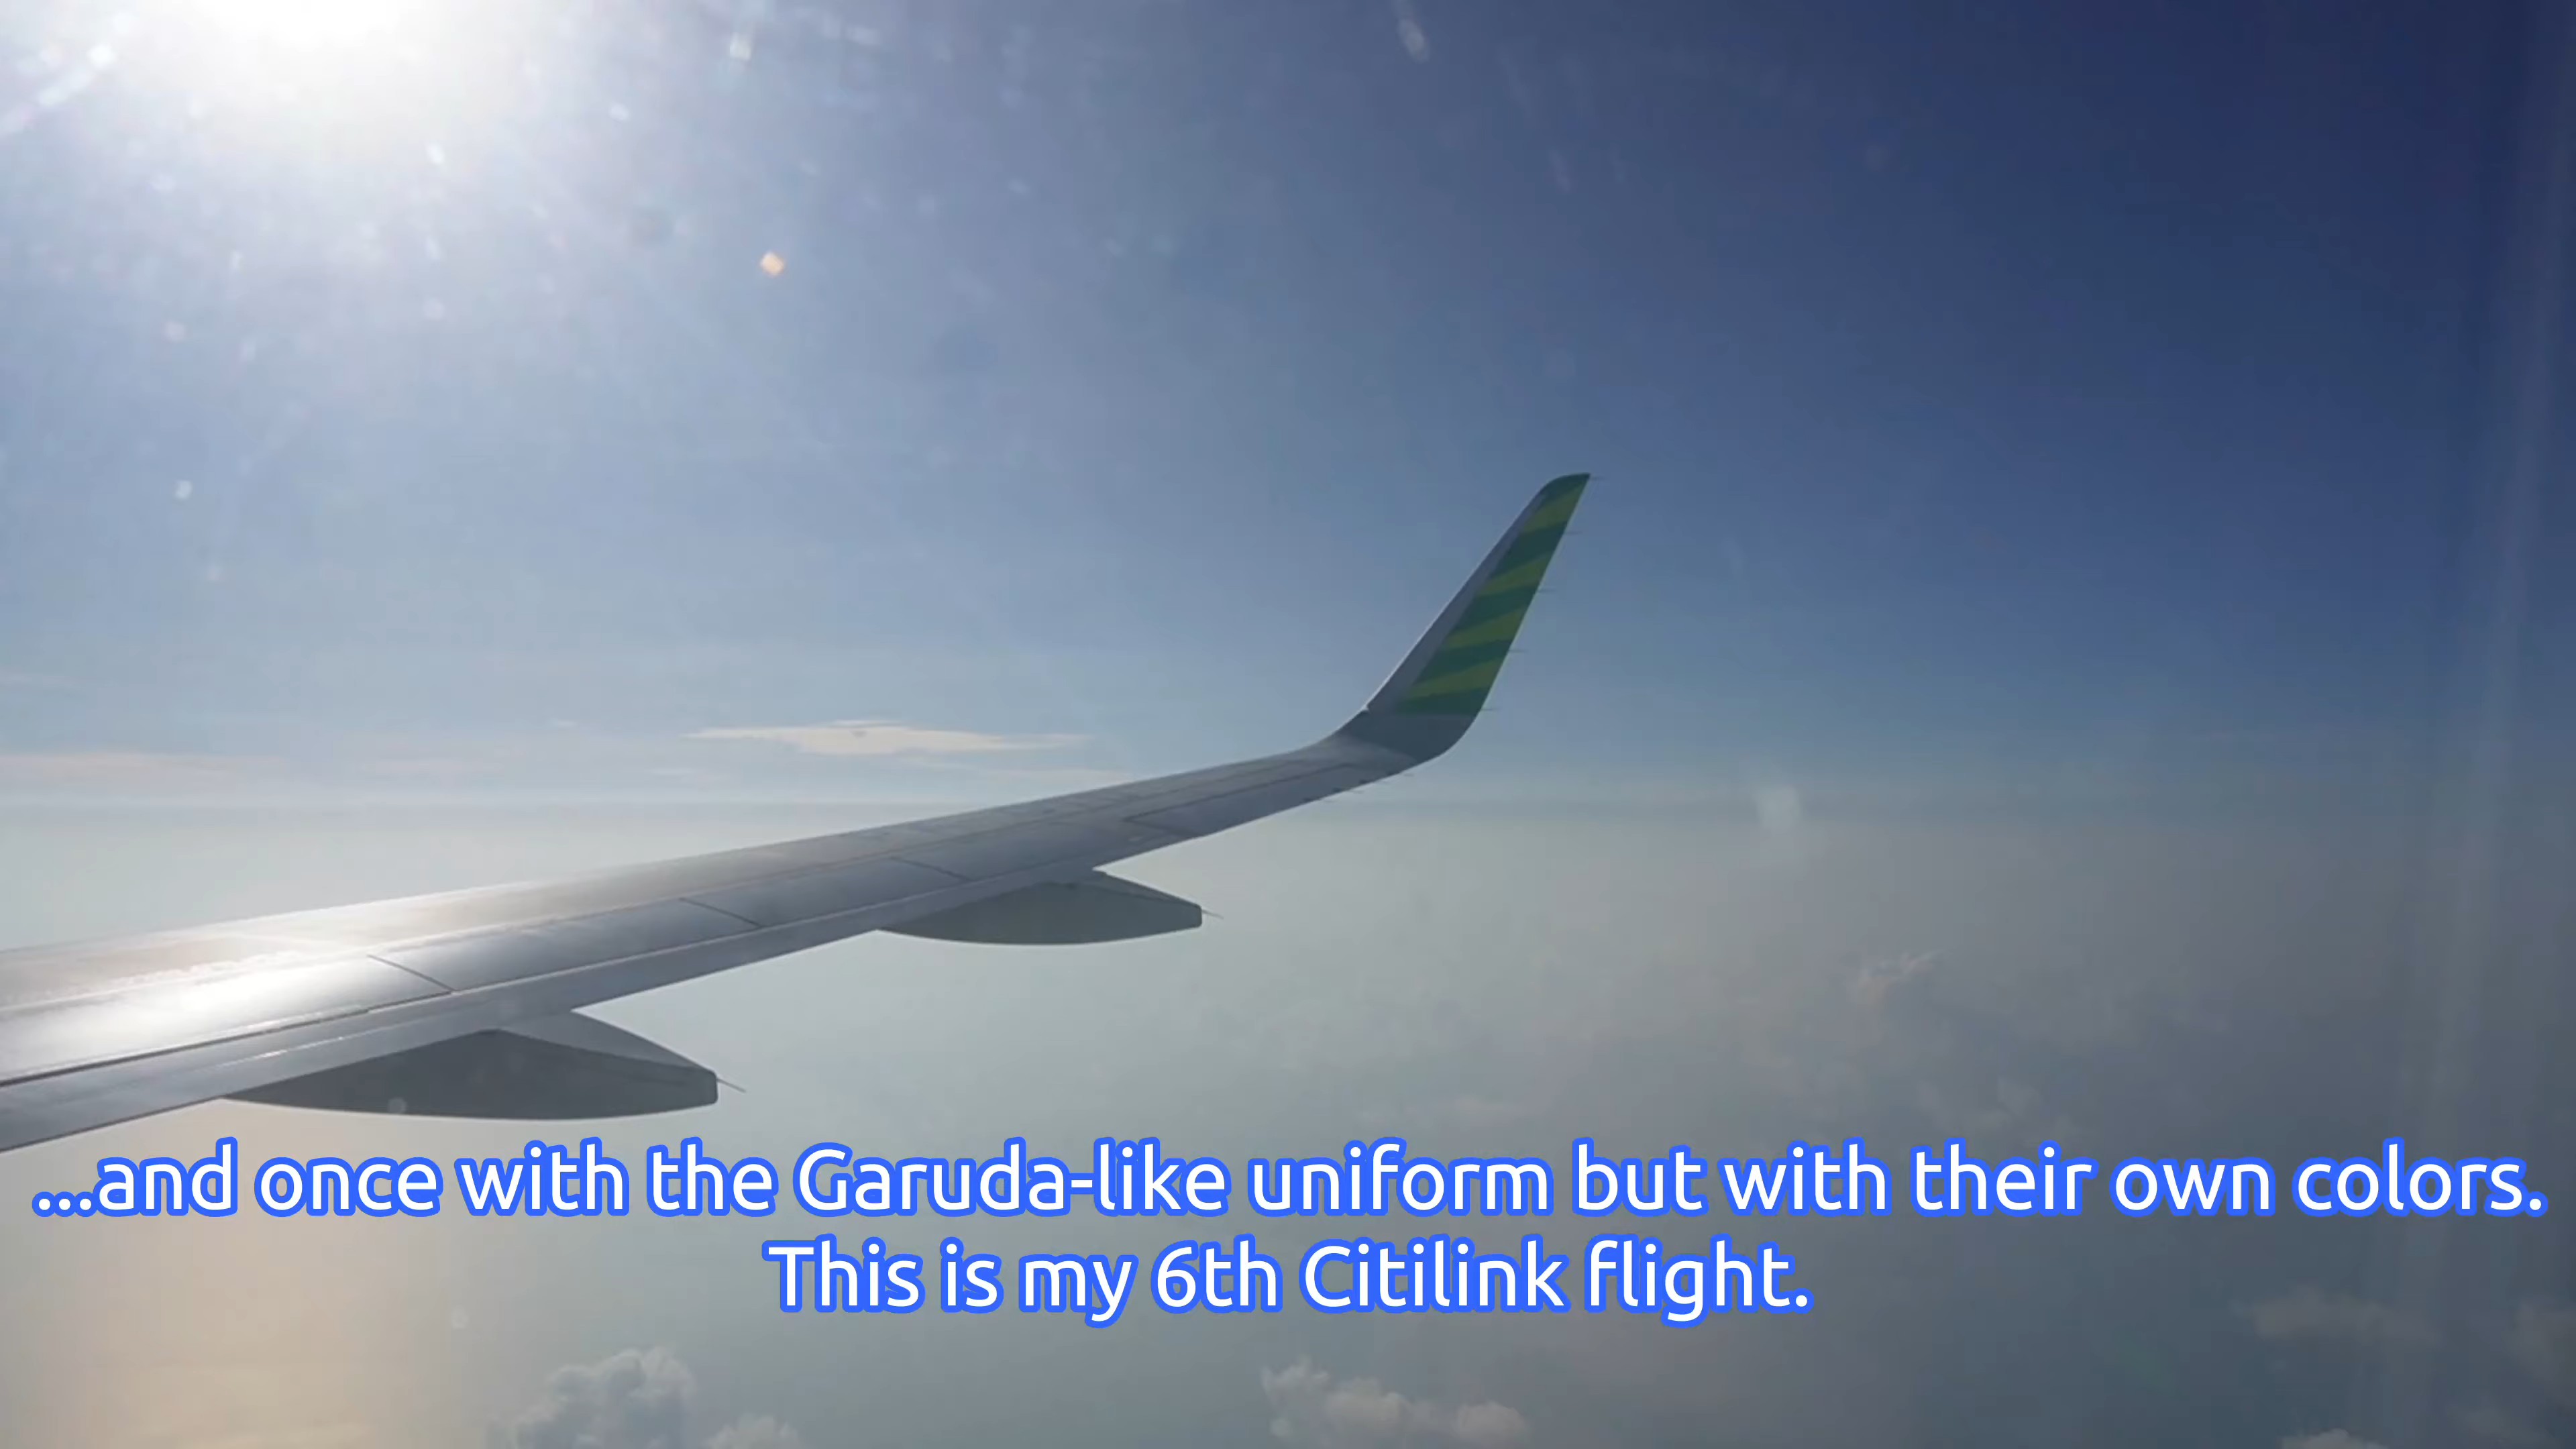 ...and once with the Garuda-like uniform but with their own colors.
This is my 6th Citilink flight.